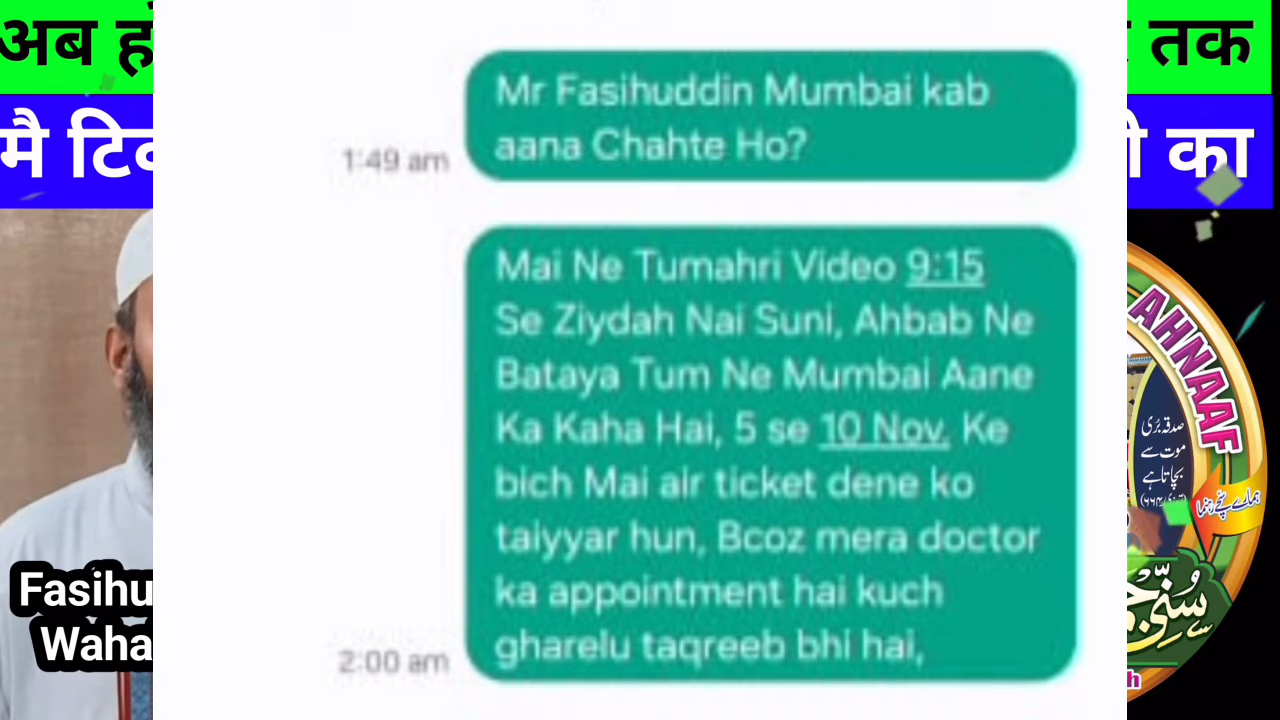 अब
तक
मै
का
Mr Fasihuddin Mumbai kab
aana Chahte Ho?
1:49 am
Mai Ne Tumahri Video 9:15
Se Ziydah Nai Suni, Ahbab Ne
Bataya Tum Ne Mumbai Aane
Ka Kaha Hai, 5 se 10 Nov. Ke
bich Mai air ticket dene ko
taiyyar hun, Bcoz mera doctor
ka appointment hai kuch
gharelu taqreeb bhi hai,
2:00 am
Fasihu
Waha
AHNAAF
صدقہ بُری
موت سے
بچاتا ہے
سُنّی